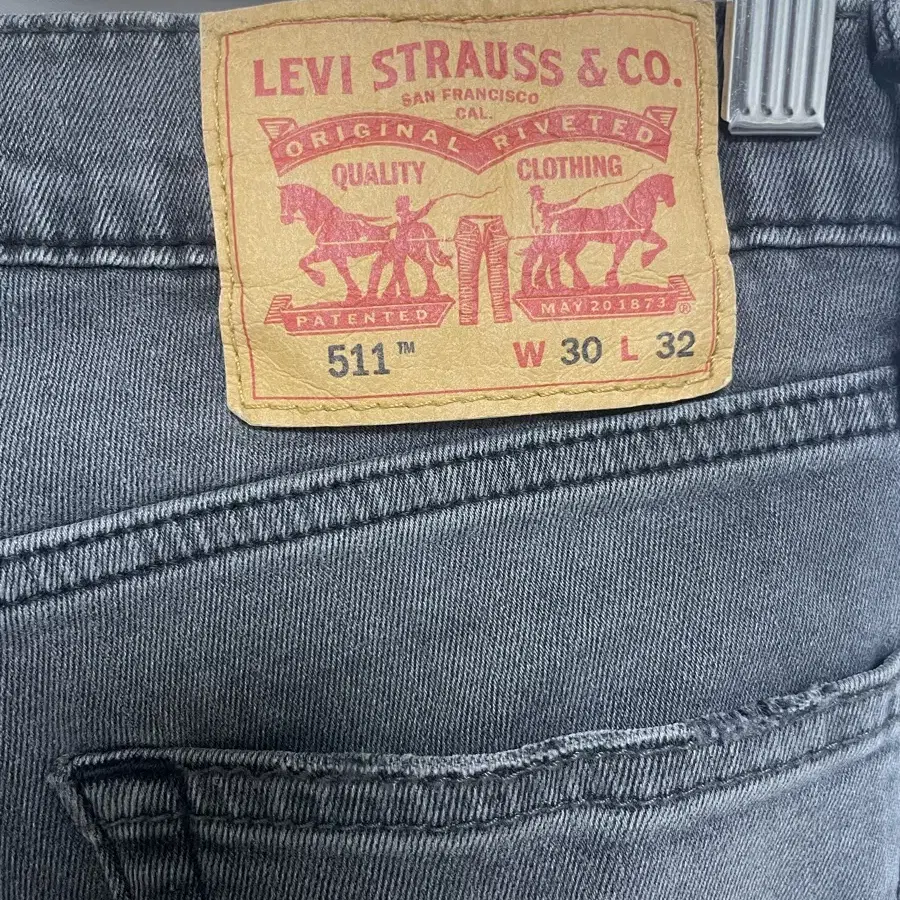 LEVI STRAUSS & CO.
SAN FRANCISCO
CAL.
ORIGINAL RIVETED
QUALITY CLOTHING
PATENTED MAY 20 1873 ®
511™ W 30 L 32